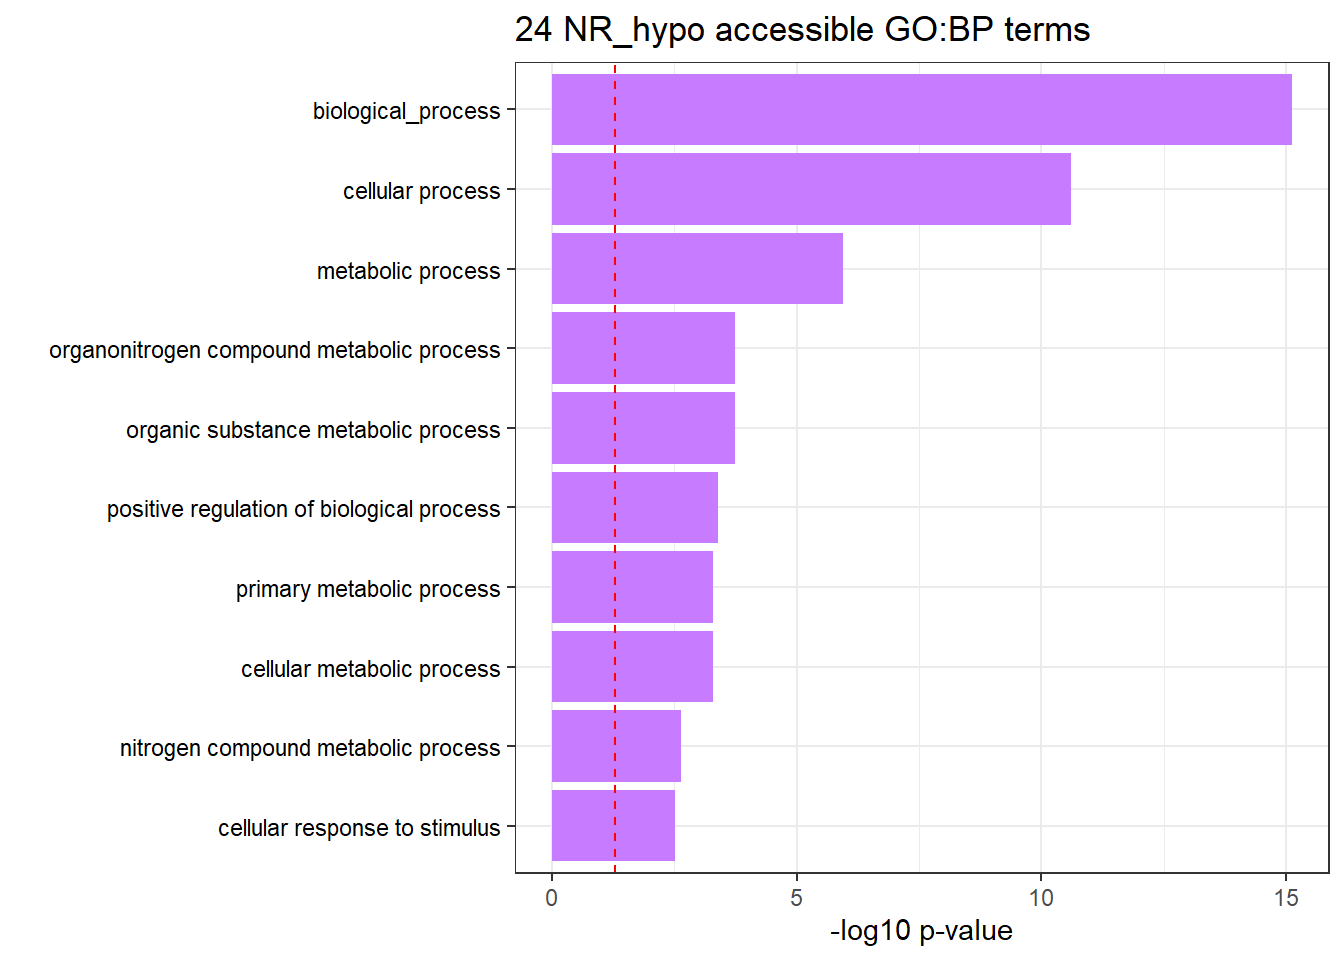 24 NR_hypo accessible GO:BP terms
biological_process
cellular process
metabolic process
organonitrogen compound metabolic process
organic substance metabolic process
positive regulation of biological process
primary metabolic process
cellular metabolic process
nitrogen compound metabolic process
cellular response to stimulus
0 5 10 15
-log10 p-value